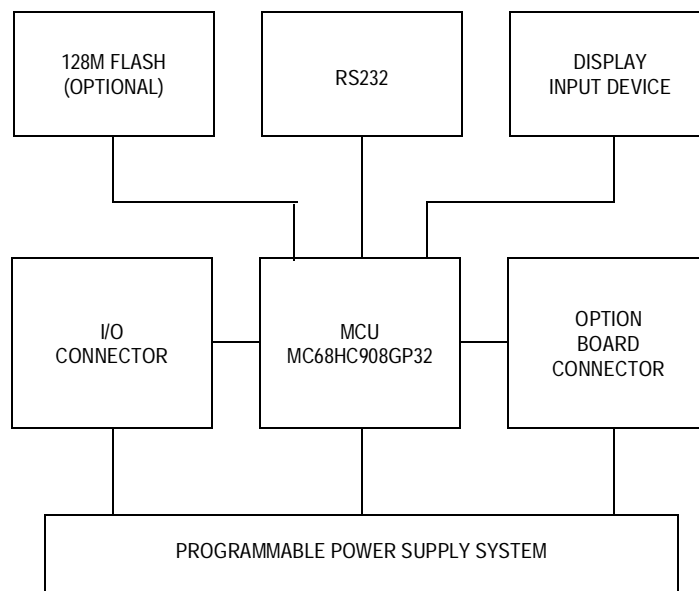 128M FLASH
(OPTIONAL)
RS232
DISPLAY
INPUT DEVICE
I/O
CONNECTOR
MCU
MC68HC908GP32
OPTION
BOARD
CONNECTOR
PROGRAMMABLE POWER SUPPLY SYSTEM